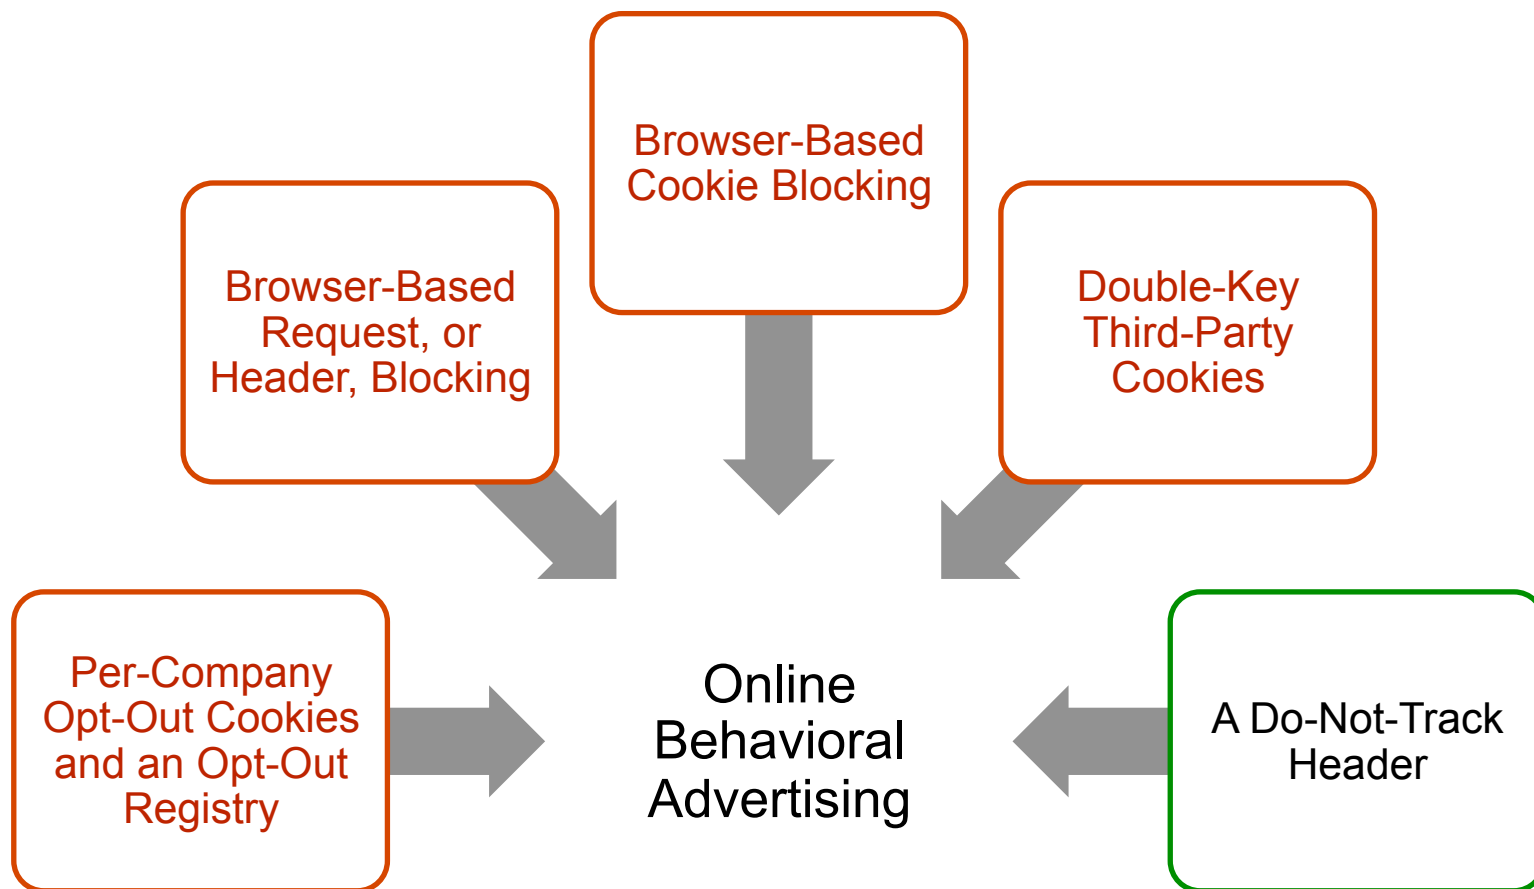 Browser-Based
Cookie Blocking
Browser-Based
Request, or
Header, Blocking
Double-Key
Third-Party
Cookies
Per-Company
Opt-Out Cookies
and an Opt-Out
Registry
Online
Behavioral
Advertising
A Do-Not-Track
Header